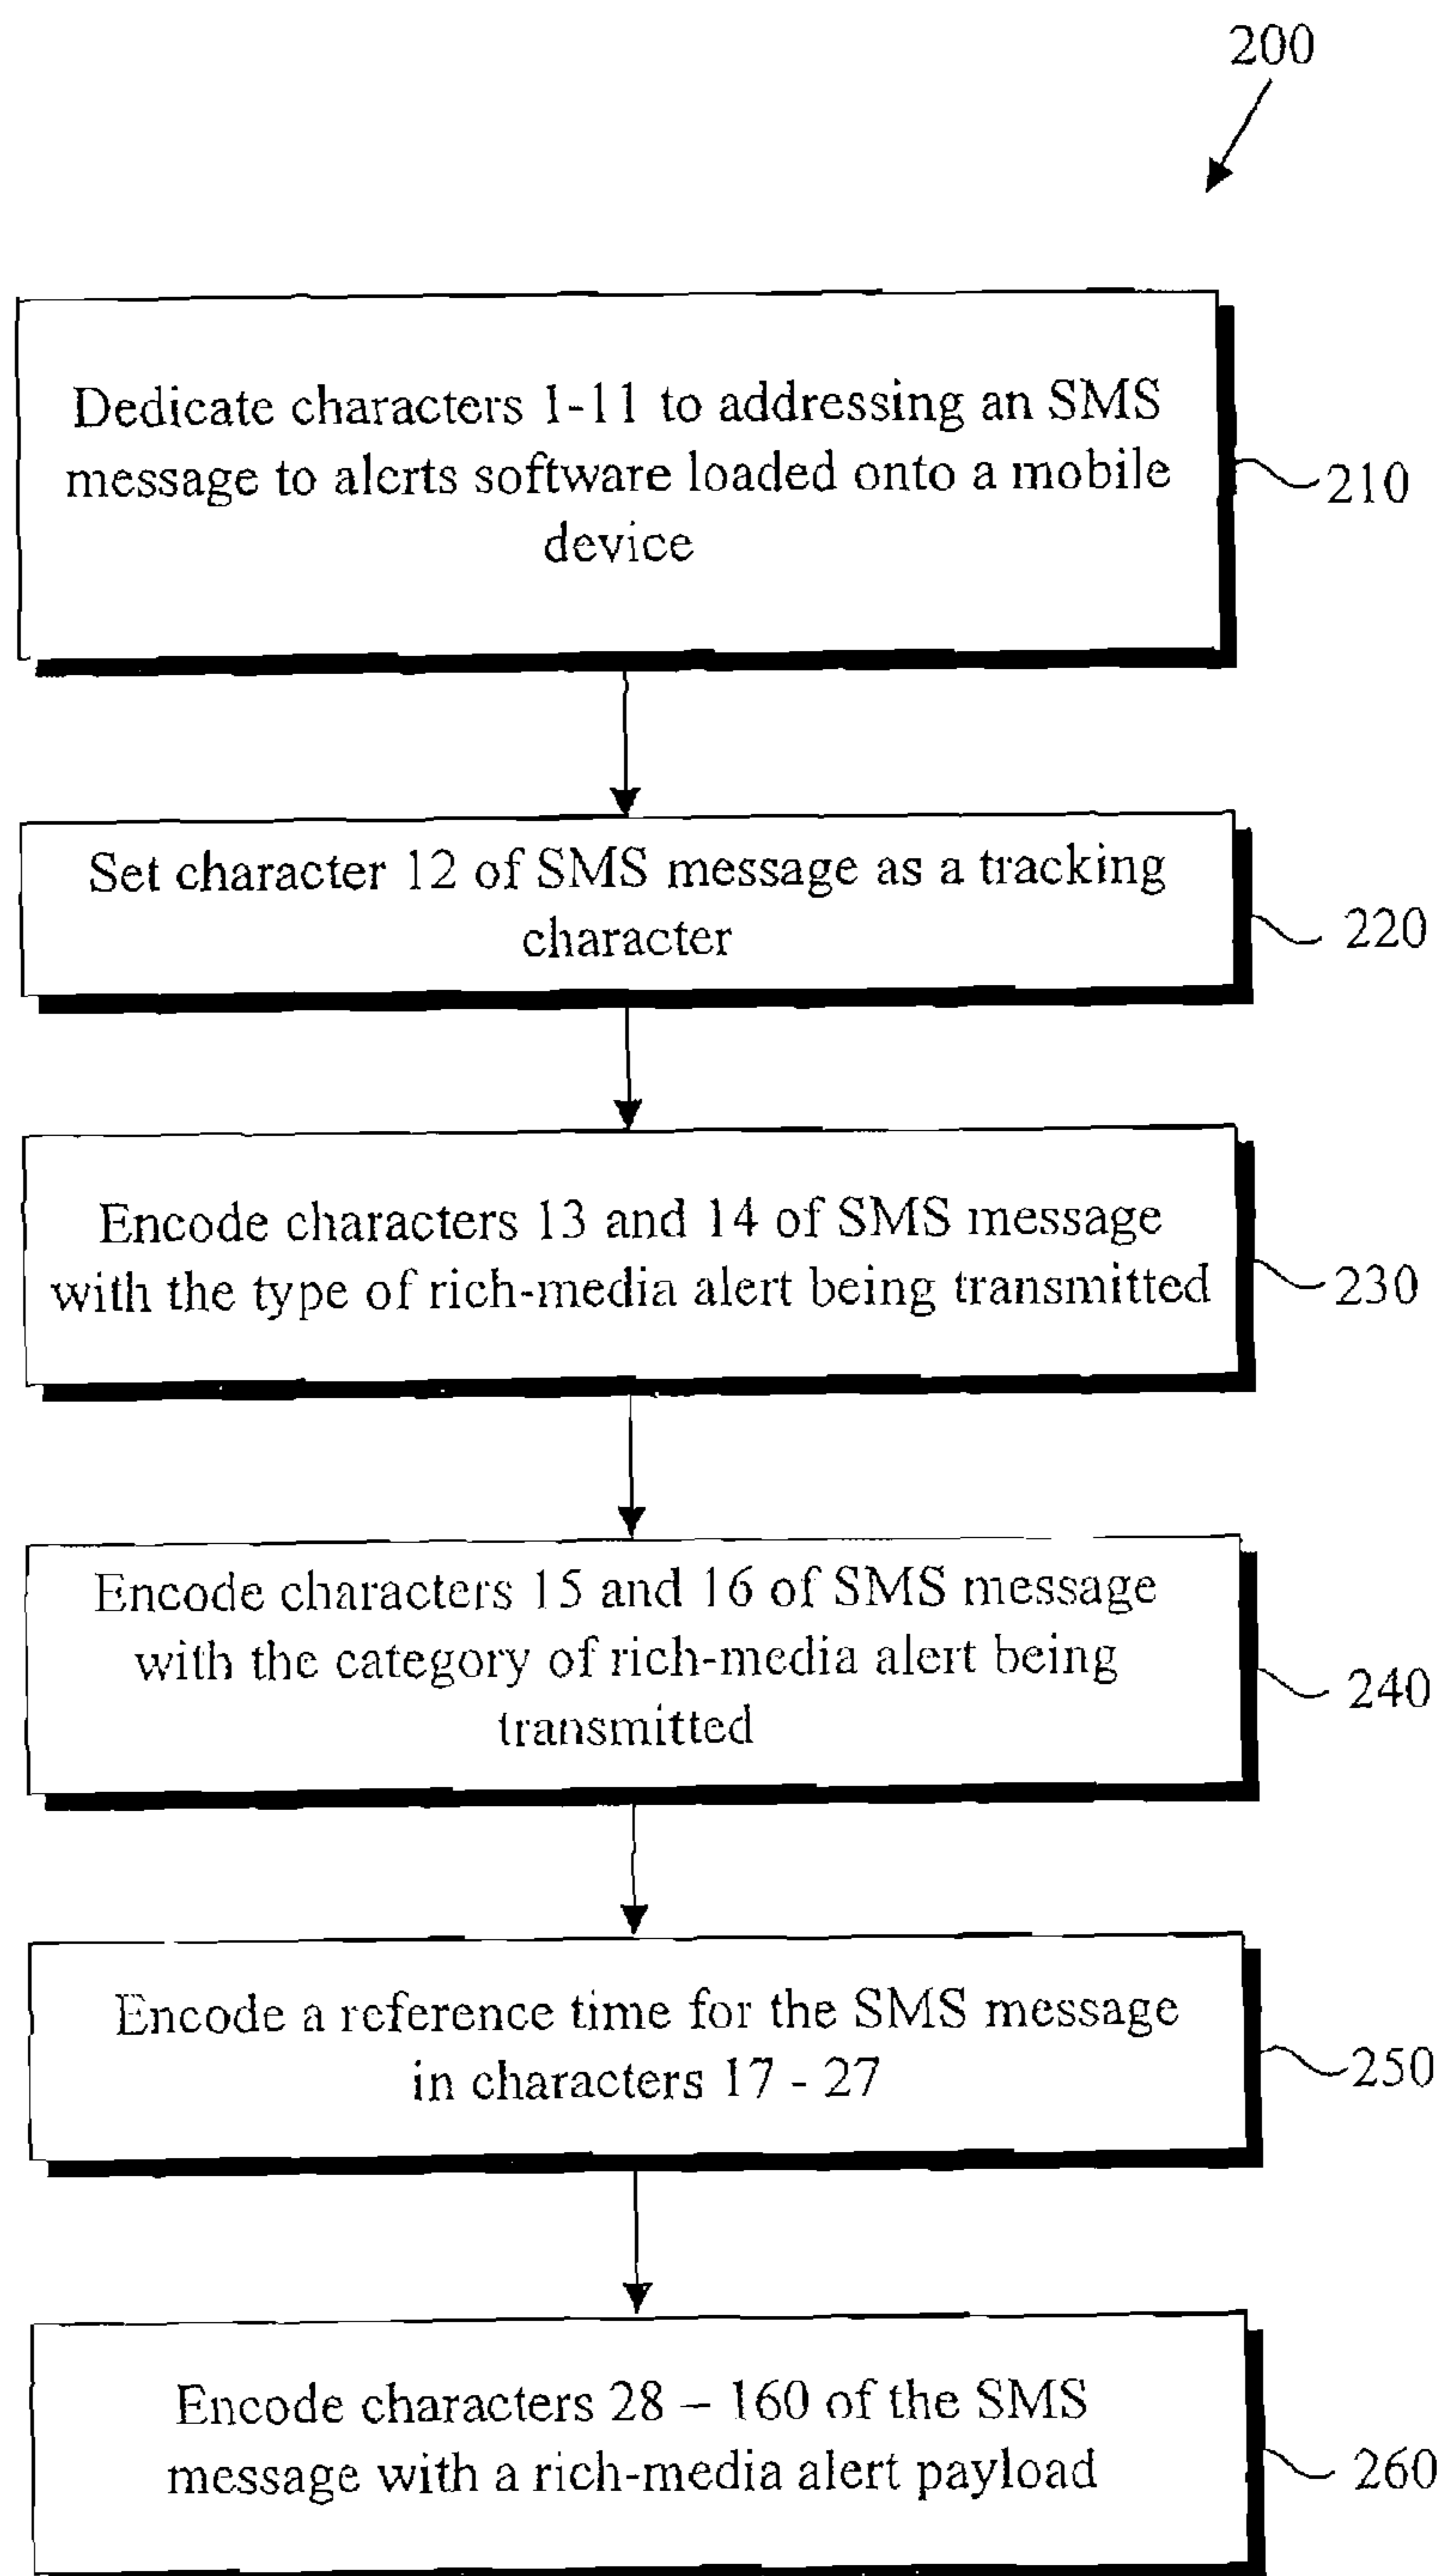 200
Dedicate characters 1-11 to addressing an SMS
message to alerts software loaded onto a mobile
device
210
Set character 12 of SMS message as a tracking
character
220
Encode characters 13 and 14 of SMS message
with the type of rich-media alert being transmitted
230
Encode characters 15 and 16 of SMS message
with the category of rich-media alert being
transmitted
240
Encode a reference time for the SMS message
in characters 17 - 27
250
Encode characters 28 – 160 of the SMS
message with a rich-media alert payload
260